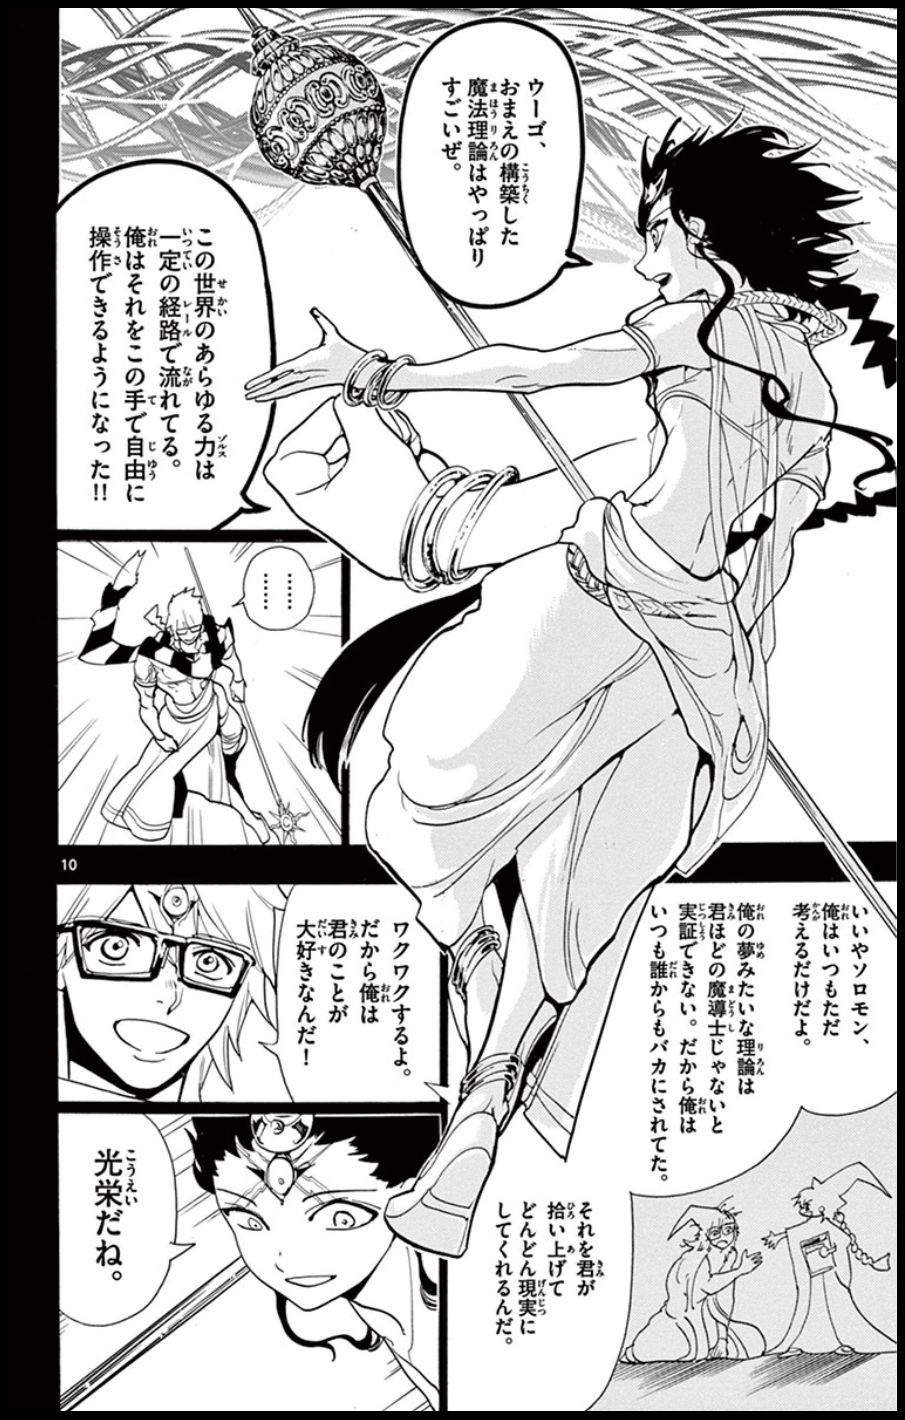 ウーゴ、
おまえの構築した
魔法理論はやっぱり
すごいぜ。
この世界のあらゆる力は
一定の経路で流れてる。
俺はそれをこの手で自由に
操作できるようになった!!
……
……
10
いいやソロモン、
俺はいつもただ
考えるだけだよ。
俺の夢みたいな理論は
君ほどの魔導士じゃないと
実証できない。だから俺は
いつも誰からもバカにされてた。
それを君が
拾い上げて
どんどん現実に
してくれるんだ。
ワクワクするよ。
だから俺は
君のことが
大好きなんだ!
光栄だね。